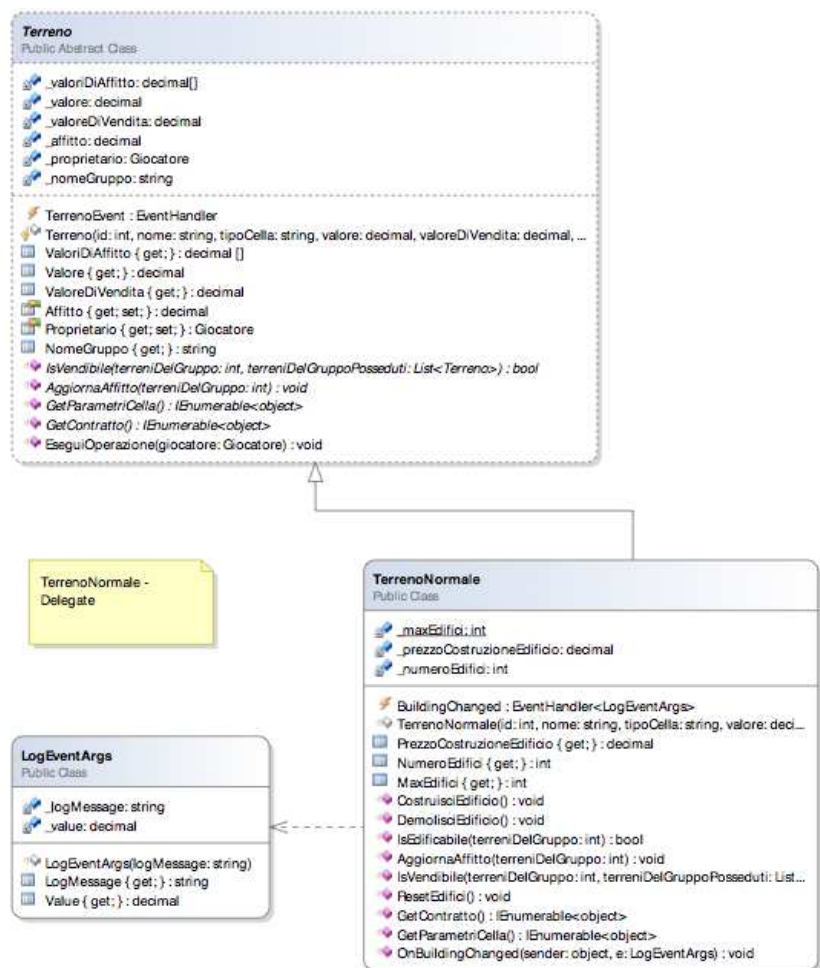 Terreno
Public Abstract Class
_valoriDiAffitto: decimal[]
_valore: decimal
_valoreDiVendita: decimal
_affitto: decimal
_proprietario: Giocatore
_nomeGruppo: string
TerrenoEvent : EventHandler
Terreno(id: int, nome: string, tipoCella: string, valore: decimal, valoreDiVendita: decimal, ...
ValoriDiAffitto { get; } : decimal []
Valore { get; } : decimal
ValoreDiVendita { get; } : decimal
Affitto { get; set; } : decimal
Proprietario { get; set; } : Giocatore
NomeGruppo { get; } : string
IsVendibile(terreniDelGruppo: int, terreniDelGruppoPosseduti: List<Terreno>) : bool
AggiornaAffitto(terreniDelGruppo: int) : void
GetParametriCella() : IEnumerable<object>
GetContratto() : IEnumerable<object>
EseguiOperazione(giocatore: Giocatore) : void
TerrenoNormale -
Delegate
TerrenoNormale
Public Class
_maxEdifici: int
_prezzoCostruzioneEdificio: decimal
_numeroEdifici: int
BuildingChanged : EventHandler<LogEventArgs>
TerrenoNormale(id: int, nome: string, tipoCella: string, valore: deci...
PrezzoCostruzioneEdificio { get; } : decimal
NumeroEdifici { get; } : int
MaxEdifici { get; } : int
CostruisciEdificio() : void
DemolisciEdificio() : void
IsEdificabile(terreniDelGruppo: int) : bool
AggiornaAffitto(terreniDelGruppo: int) : void
IsVendibile(terreniDelGruppo: int, terreniDelGruppoPosseduti: List...
ResetEdifici() : void
GetContratto() : IEnumerable<object>
GetParametriCella() : IEnumerable<object>
OnBuildingChanged(sender: object, e: LogEventArgs) : void
LogEventArgs
Public Class
_logMessage: string
_value: decimal
LogEventArgs(logMessage: string)
LogMessage { get; } : string
Value { get; } : decimal